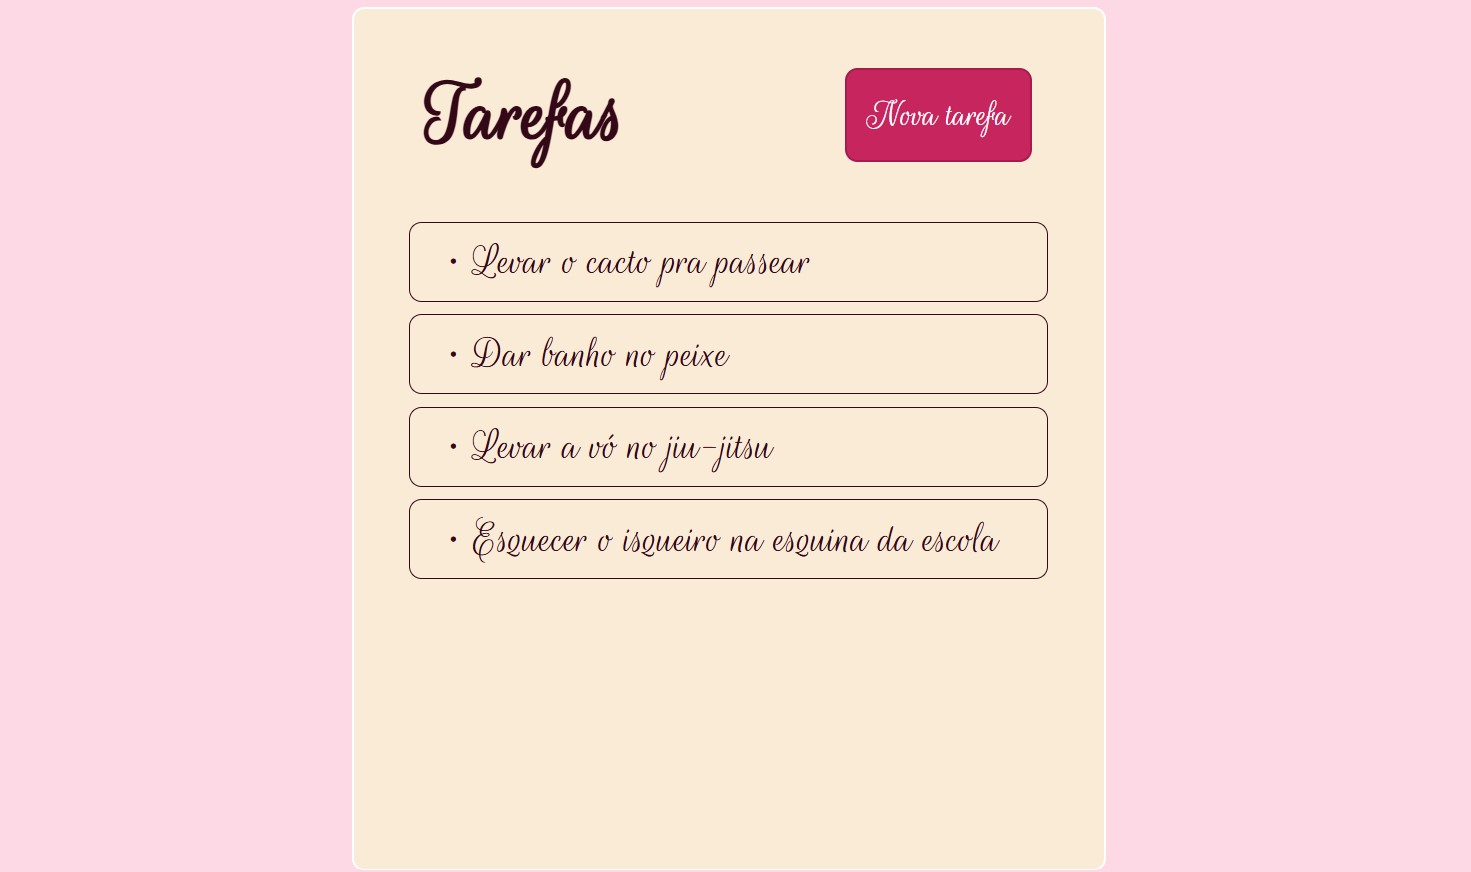 Tarefas
Nova tarefa
• Levar o cacto pra passear
• Dar banho no peixe
• Levar a vó no jiu-jitsu
• Esquecer o isqueiro na esquina da escola